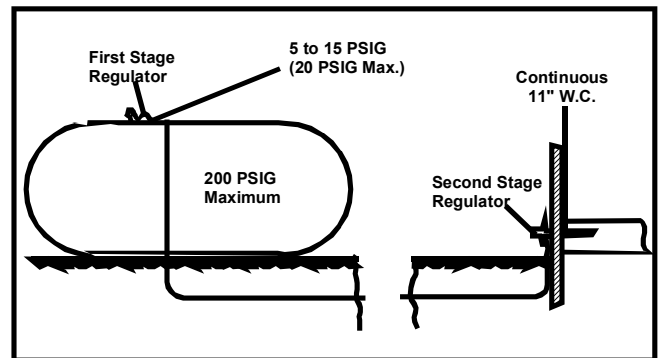 First Stage
Regulator
5 to 15 PSIG
(20 PSIG Max.)
Continuous
11" W.C.
200 PSIG
Maximum
Second Stage
Regulator